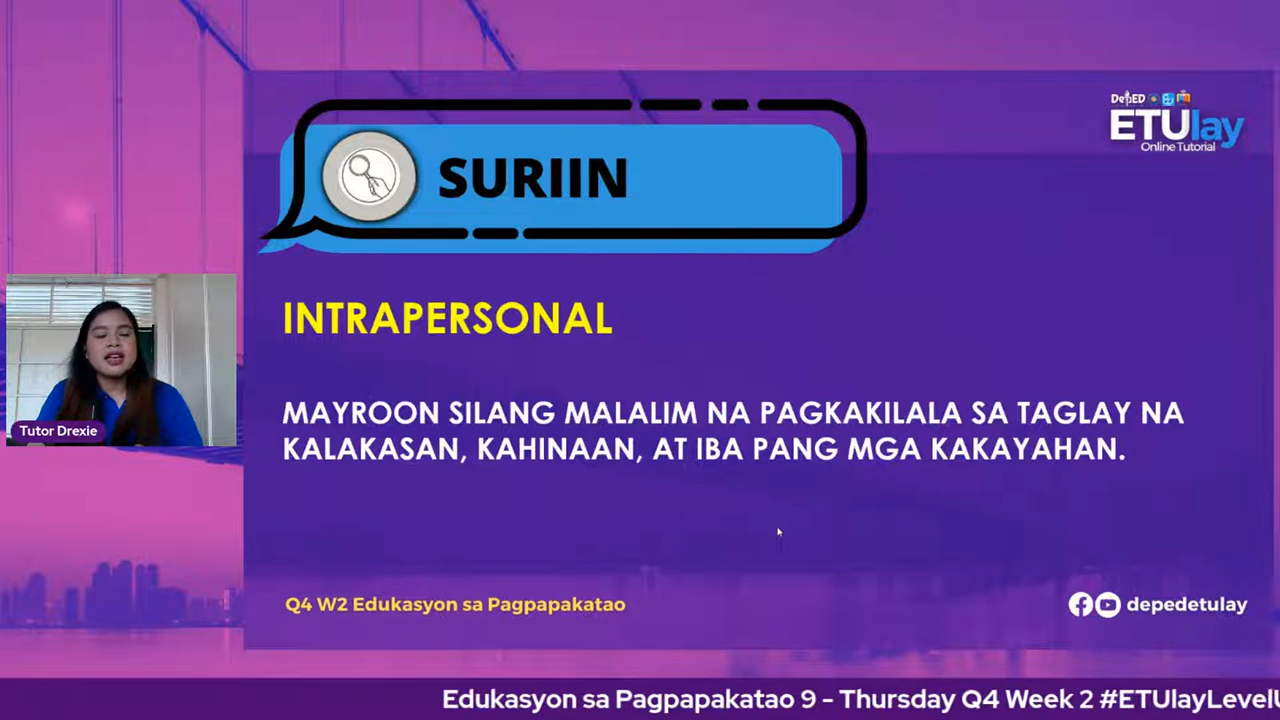 DepED
ETUlay
Online Tutorial
SURIIN
INTRAPERSONAL
MAYROON SILANG MALALIM NA PAGKAKILALA SA TAGLAY NA
KALAKASAN, KAHINAAN, AT IBA PANG MGA KAKAYAHAN.
Tutor Drexie
Q4 W2 Edukasyon sa Pagpapakatao
depedetulay
Edukasyon sa Pagpapakatao 9 - Thursday Q4 Week 2 #ETUlayLevelU